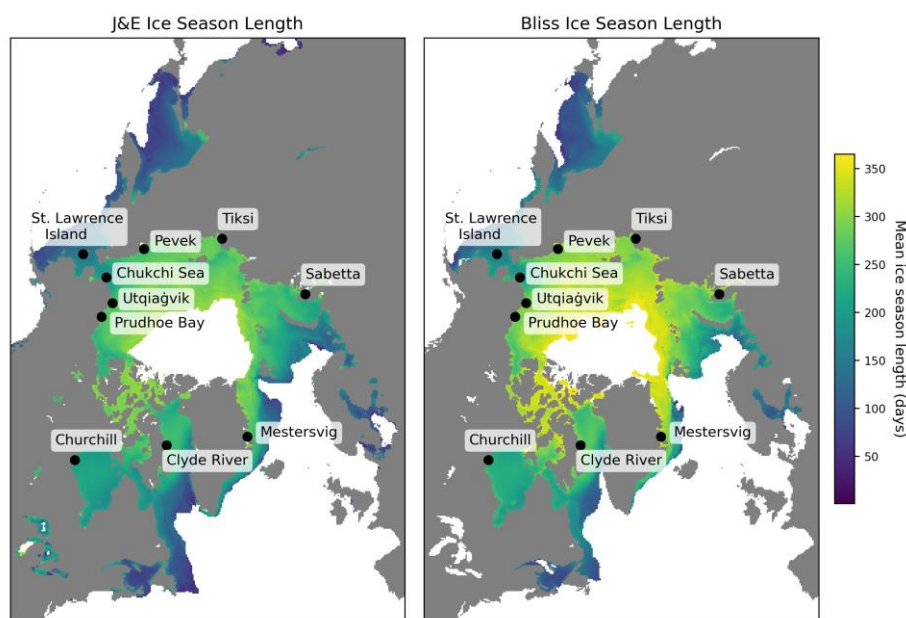 J&E Ice Season Length
St. Lawrence
Island
Tiksi
Pevek
Chukchi Sea
Sabetta
Utqiaġvik
Prudhoe Bay
Churchill
Mestersvig
Clyde River
Bliss Ice Season Length
St. Lawrence
Island
Tiksi
Pevek
Chukchi Sea
Sabetta
Utqiaġvik
Prudhoe Bay
Churchill
Mestersvig
Clyde River
350
300
250
200
150
100
50
Mean ice season length (days)